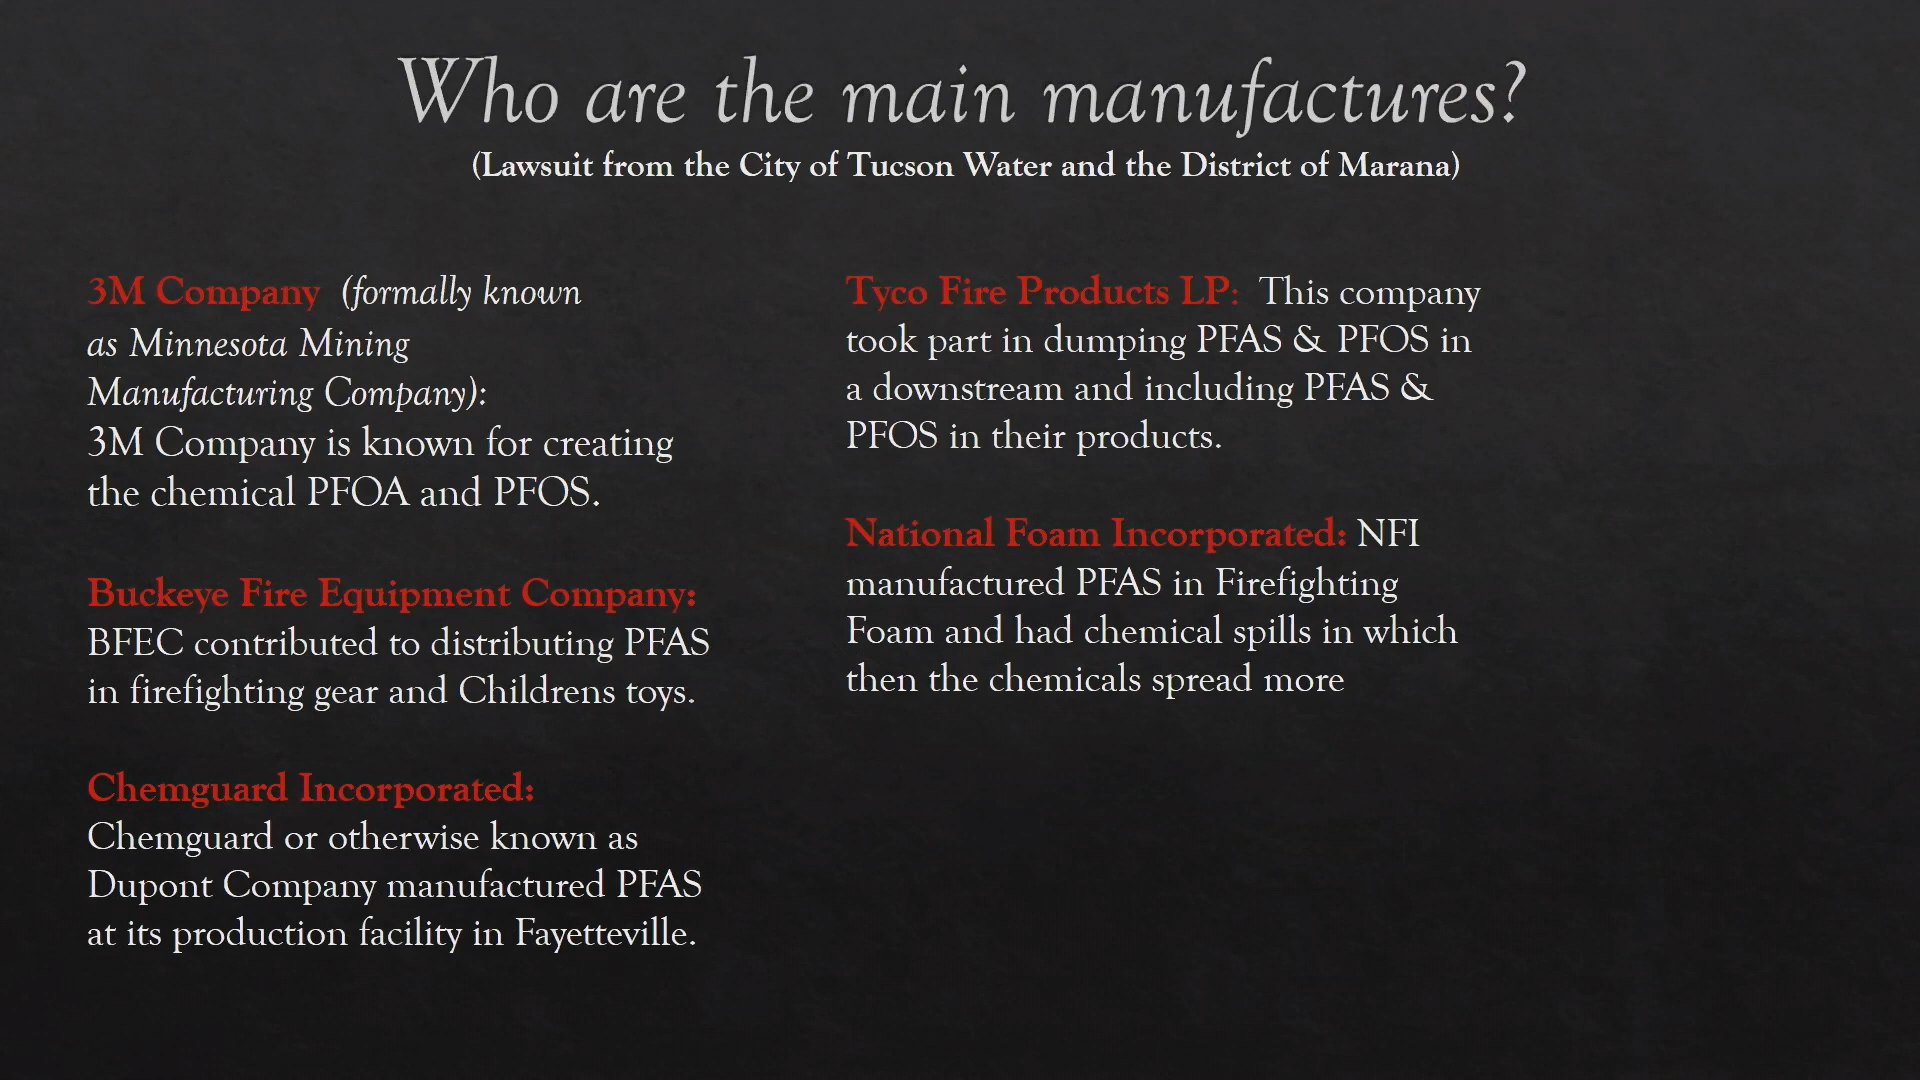 Who are the main manufactures?
(Lawsuit from the City of Tucson Water and the District of Marana)
3M Company (formally known
as Minnesota Mining
Manufacturing Company):
3M Company is known for creating
the chemical PFOA and PFOS.
Buckeye Fire Equipment Company:
BFEC contributed to distributing PFAS
in firefighting gear and Childrens toys.
Chemguard Incorporated:
Chemguard or otherwise known as
Dupont Company manufactured PFAS
at its production facility in Fayetteville.
Tyco Fire Products LP: This company
took part in dumping PFAS & PFOS in
a downstream and including PFAS &
PFOS in their products.
National Foam Incorporated: NFI
manufactured PFAS in Firefighting
Foam and had chemical spills in which
then the chemicals spread more